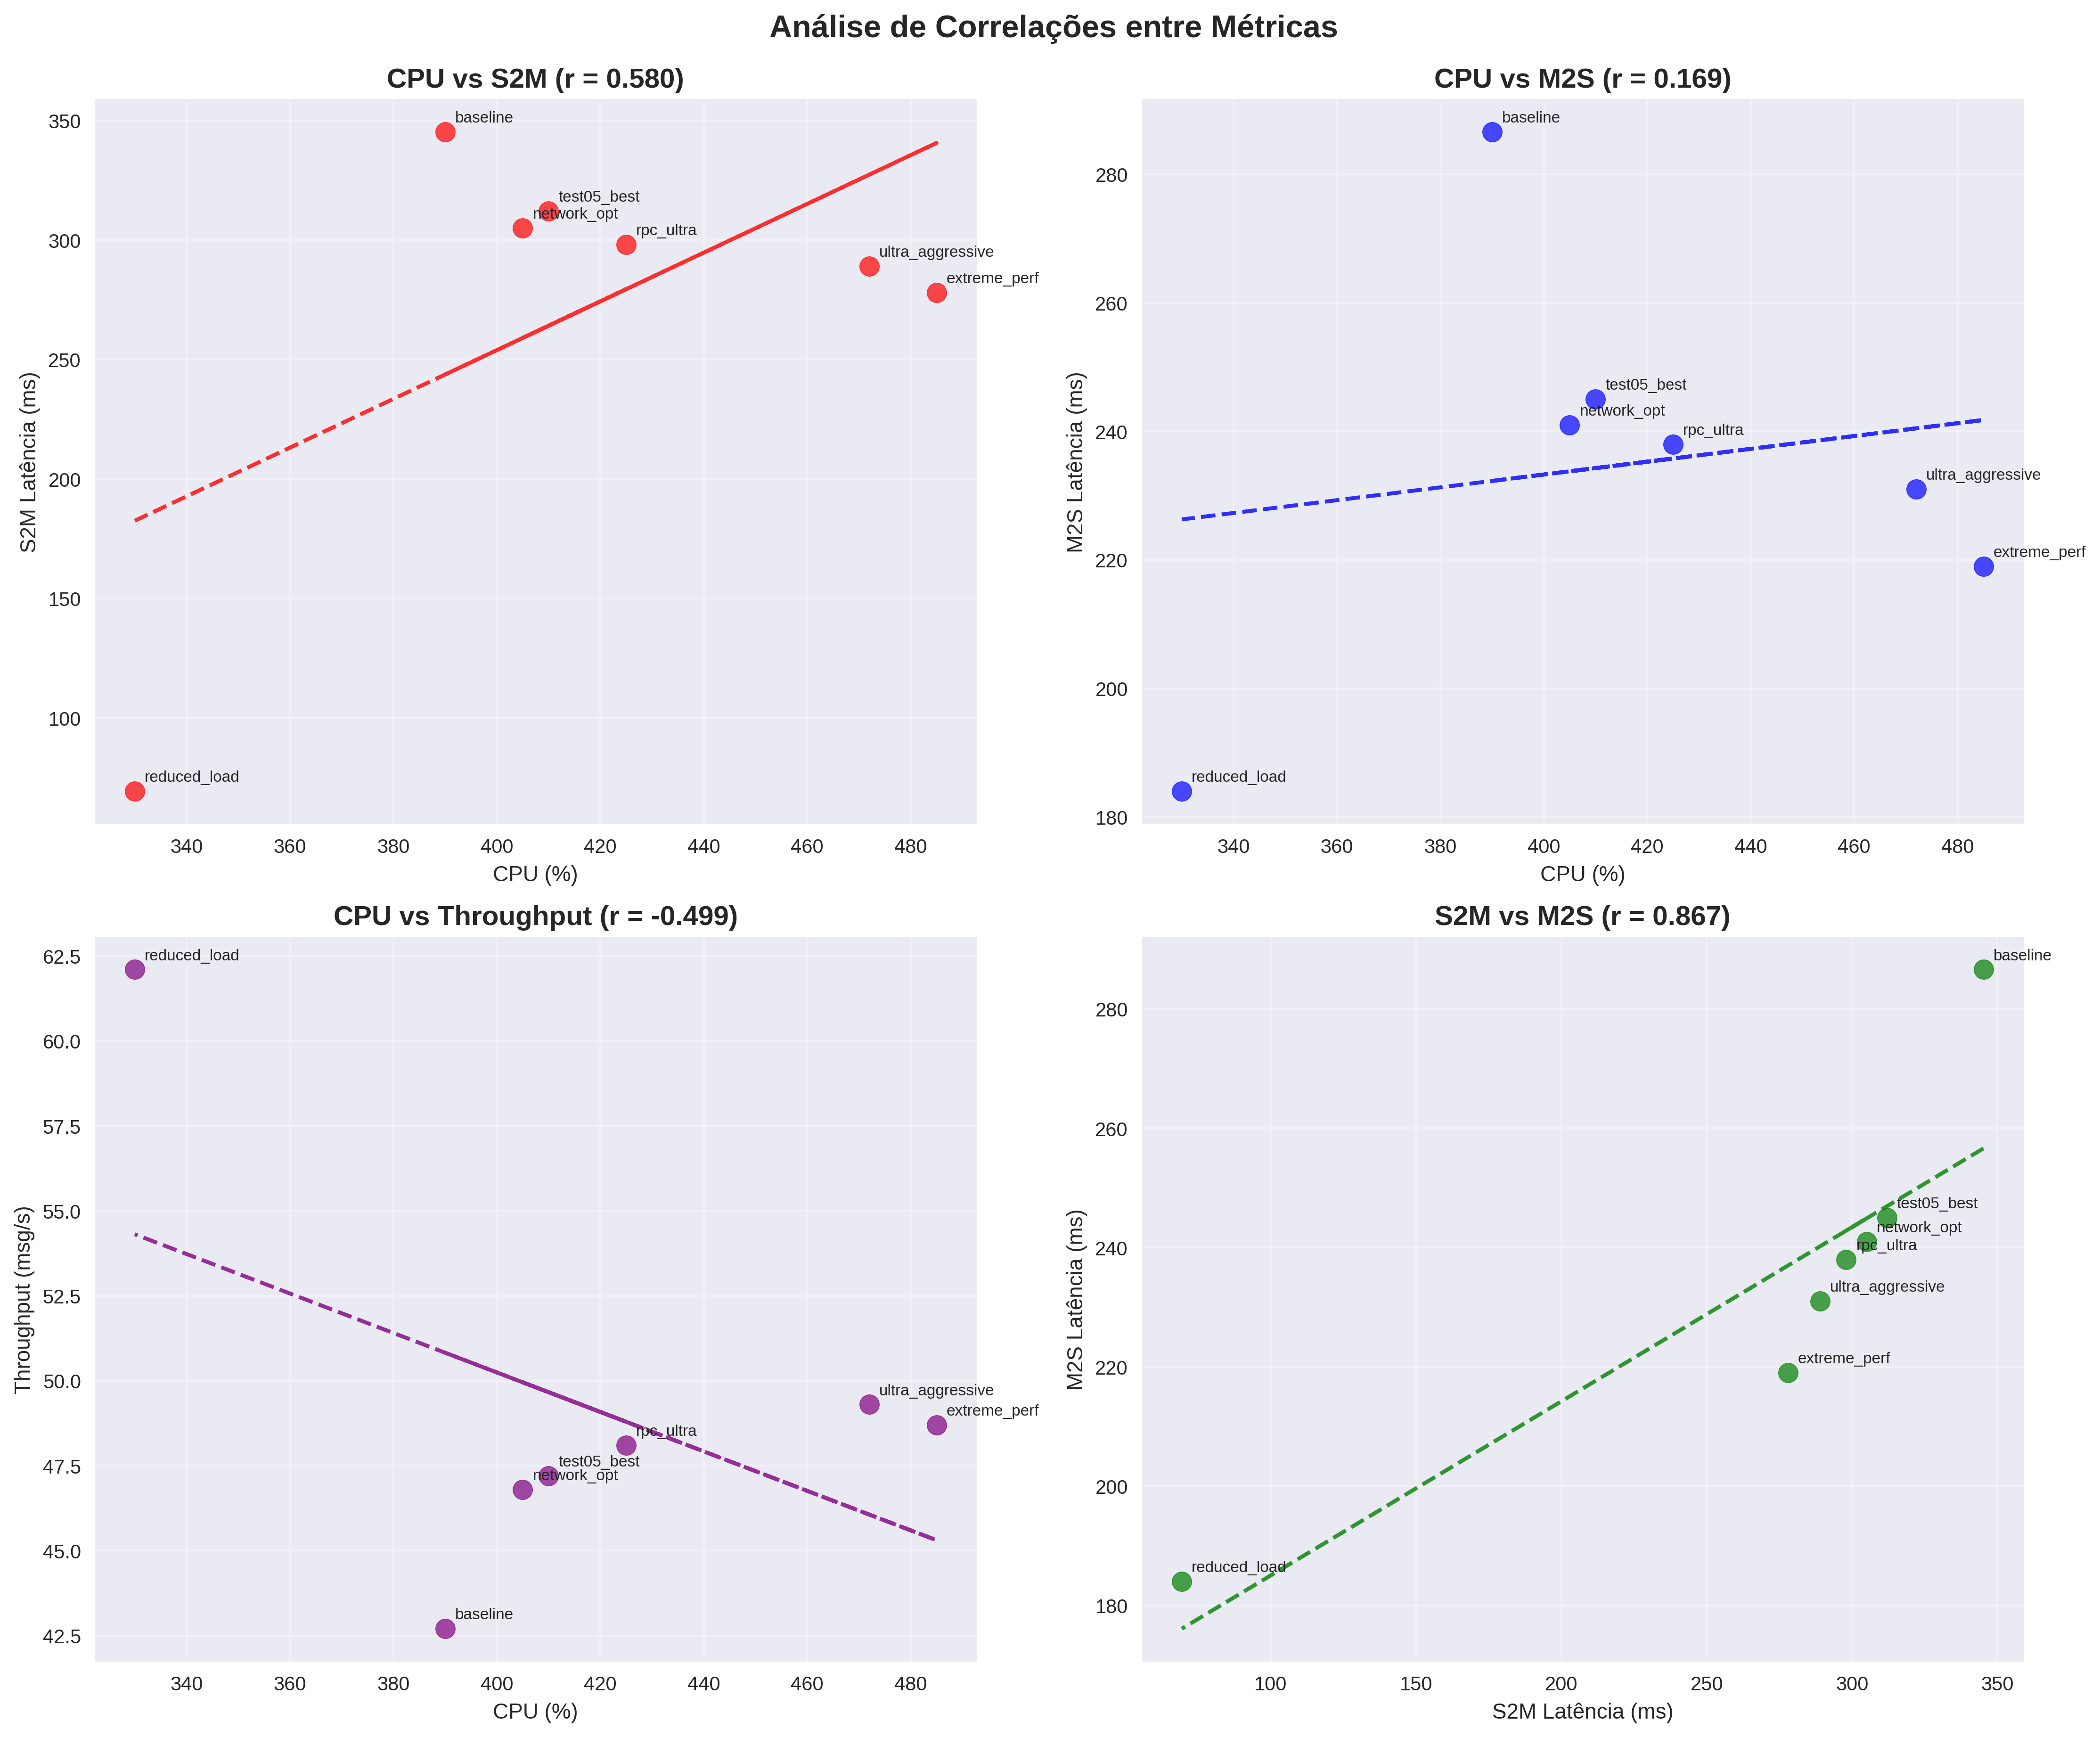 Análise de Correlações entre Métricas
CPU vs S2M (r = 0.580)
350
300
250
200
150
100
S2M Latência (ms)
baseline
test05_best
network_opt
rpc_ultra
ultra_aggressive
extreme_perf
reduced_load
340 360 380 400 420 440 460 480
CPU (%)
CPU vs M2S (r = 0.169)
280
260
240
220
200
180
M2S Latência (ms)
baseline
test05_best
network_opt
rpc_ultra
ultra_aggressive
extreme_perf
reduced_load
340 360 380 400 420 440 460 480
CPU (%)
CPU vs Throughput (r = -0.499)
62.5
60.0
57.5
55.0
52.5
50.0
47.5
45.0
42.5
Throughput (msg/s)
reduced_load
ultra_aggressive
extreme_perf
rpc_ultra
test05_best
network_opt
baseline
340 360 380 400 420 440 460 480
CPU (%)
S2M vs M2S (r = 0.867)
280
260
240
220
200
180
M2S Latência (ms)
baseline
test05_best
network_opt
rpc_ultra
ultra_aggressive
extreme_perf
reduced_load
100 150 200 250 300 350
S2M Latência (ms)